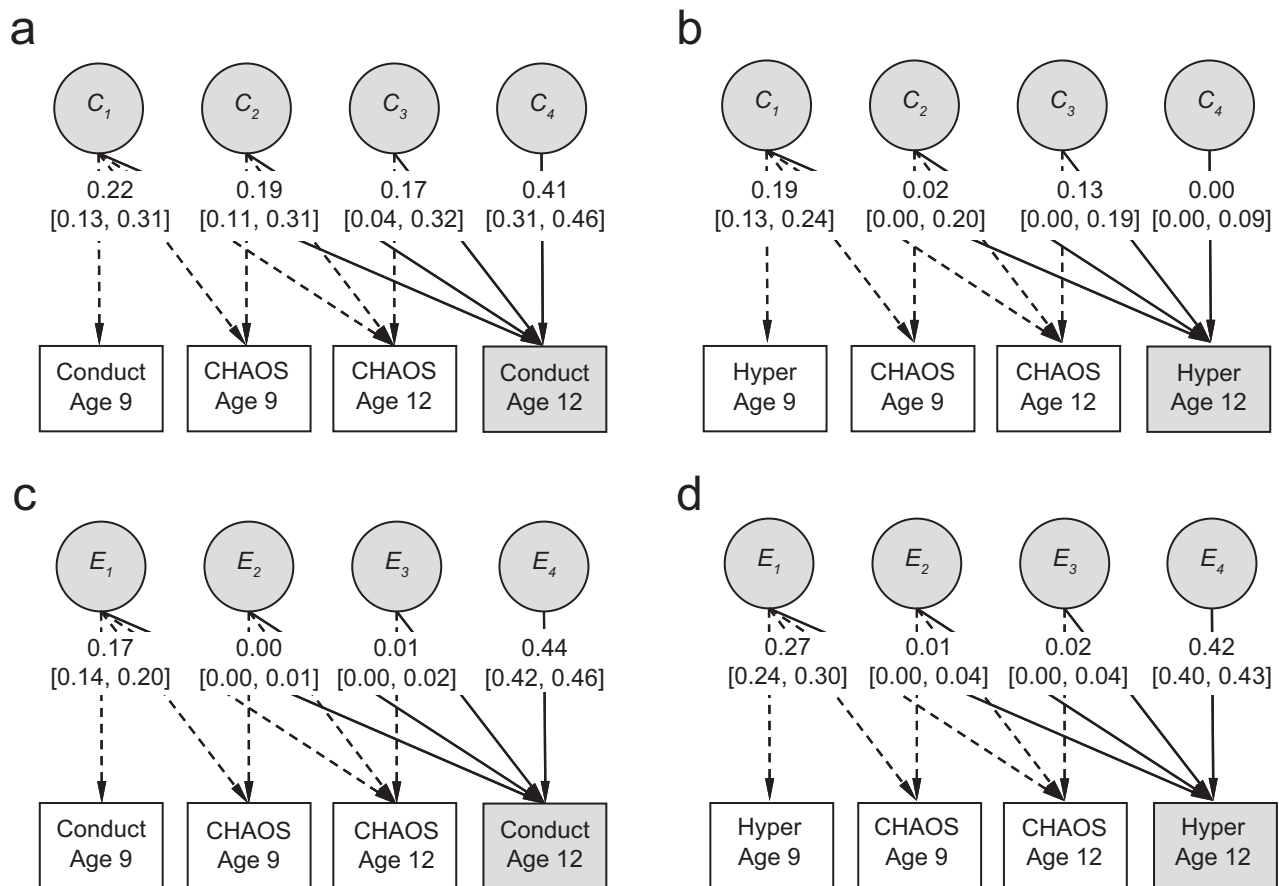 a
C1
C2
C3
C4
0.22
[0.13, 0.31]
0.19
[0.11, 0.31]
0.17
[0.04, 0.32]
0.41
[0.31, 0.46]
Conduct
Age 9
CHAOS
Age 9
CHAOS
Age 12
Conduct
Age 12
b
C1
C2
C3
C4
0.19
[0.13, 0.24]
0.02
[0.00, 0.20]
0.13
[0.00, 0.19]
0.00
[0.00, 0.09]
Hyper
Age 9
CHAOS
Age 9
CHAOS
Age 12
Hyper
Age 12
c
E1
E2
E3
E4
0.17
[0.14, 0.20]
0.00
[0.00, 0.01]
0.01
[0.00, 0.02]
0.44
[0.42, 0.46]
Conduct
Age 9
CHAOS
Age 9
CHAOS
Age 12
Conduct
Age 12
d
E1
E2
E3
E4
0.27
[0.24, 0.30]
0.01
[0.00, 0.04]
0.02
[0.00, 0.04]
0.42
[0.40, 0.43]
Hyper
Age 9
CHAOS
Age 9
CHAOS
Age 12
Hyper
Age 12